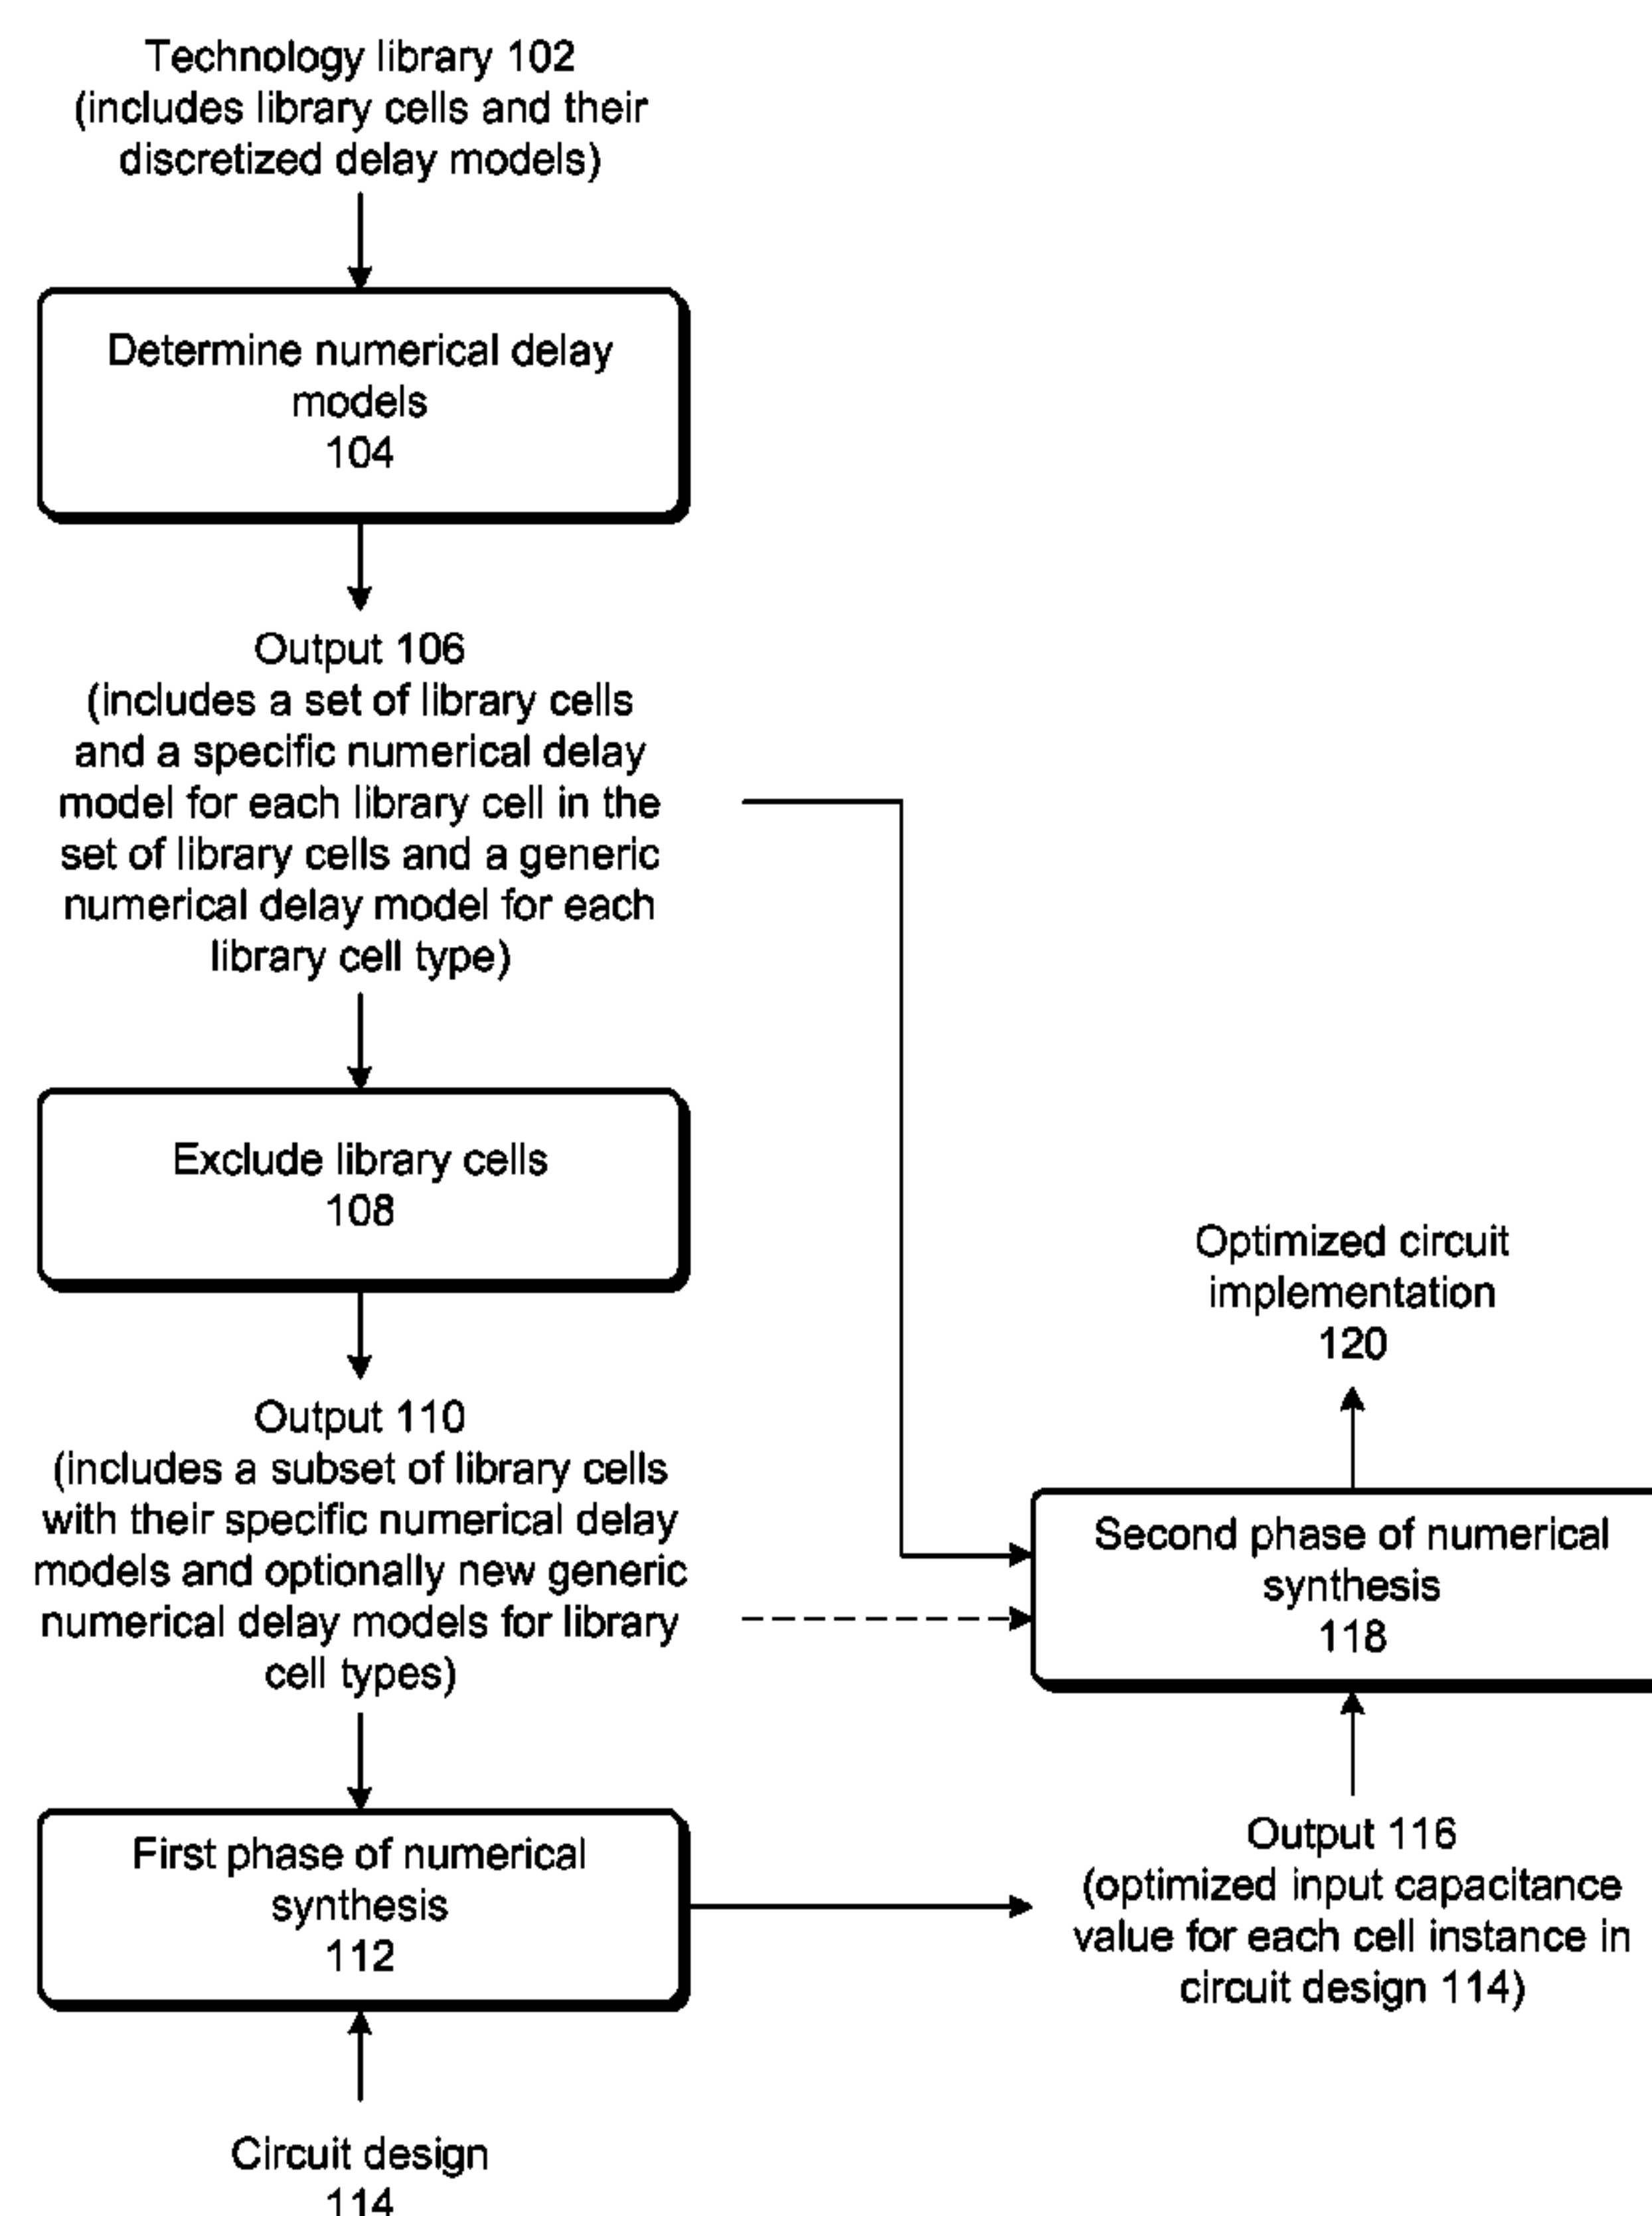 Technology library 102
(includes library cells and their
discretized delay models)
Determine numerical delay
models
104
Output 106
(includes a set of library cells
and a specific numerical delay
model for each library cell in the
set of library cells and a generic
numerical delay model for each
library cell type)
Exclude library cells
108
Output 110
(includes a subset of library cells
with their specific numerical delay
models and optionally new generic
numerical delay models for library
cell types)
First phase of numerical
synthesis
112
Circuit design
114
Optimized circuit
implementation
120
Second phase of numerical
synthesis
118
Output 116
(optimized input capacitance
value for each cell instance in
circuit design 114)